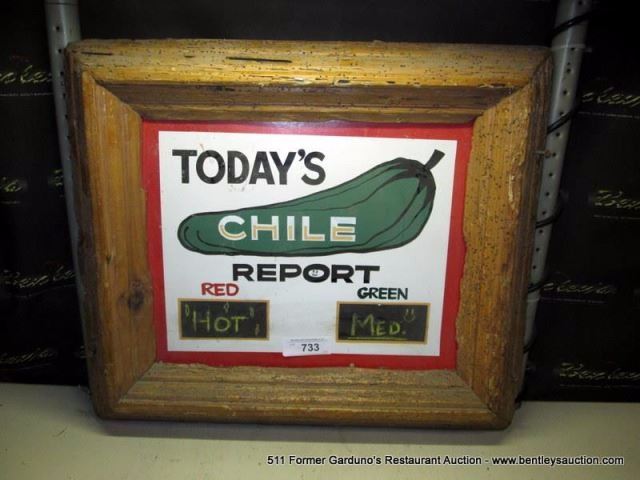 TODAY'S
CHILE
REPORT
RED GREEN
"HOT" MED.
733
511 Former Garduno's Restaurant Auction - www.bentleysauction.com